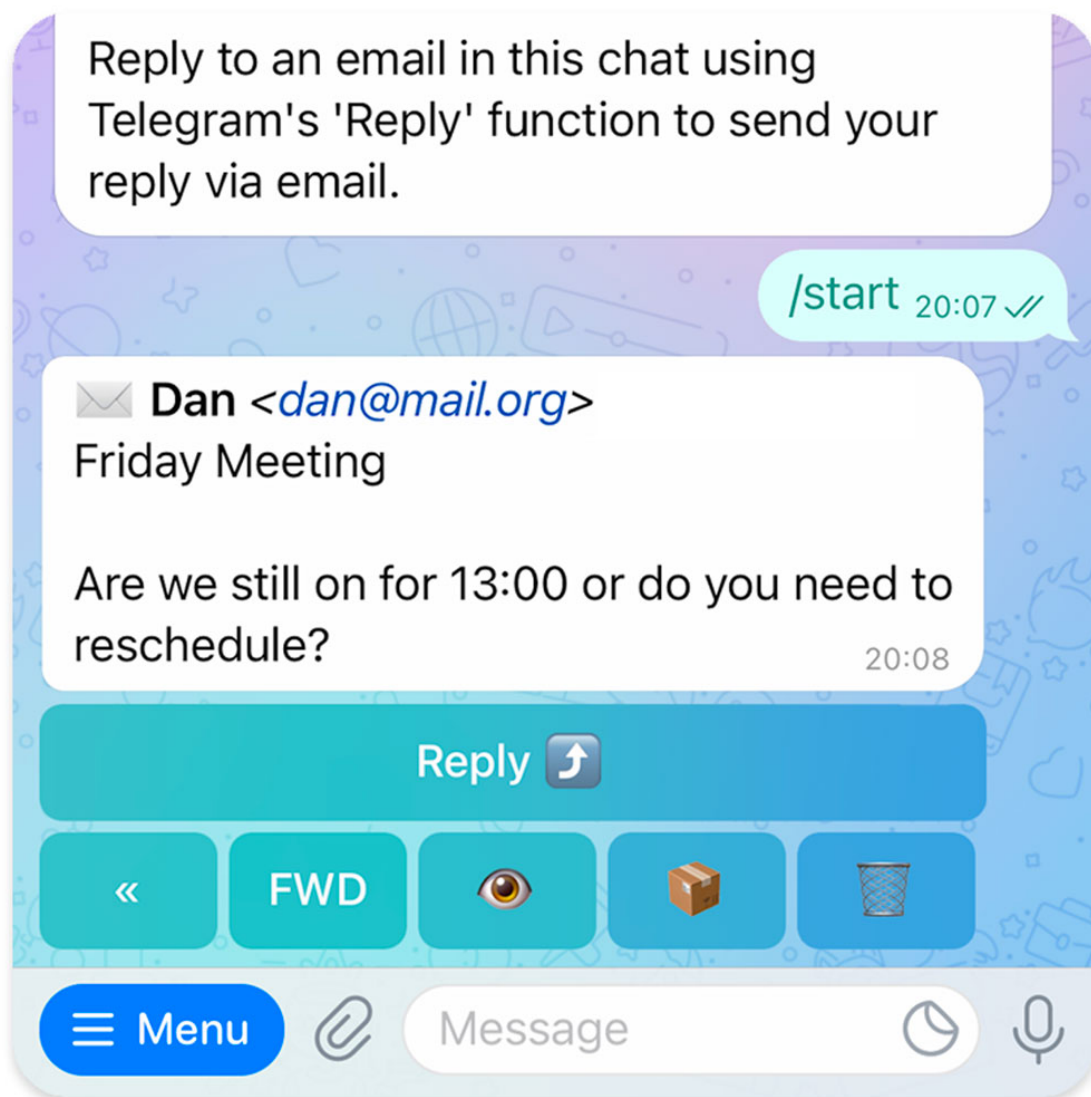 Reply to an email in this chat using
Telegram's 'Reply' function to send your
reply via email.
/start 20:07
Dan <dan@mail.org>
Friday Meeting
Are we still on for 13:00 or do you need to
reschedule?
20:08
Reply
« FWD
Menu Message